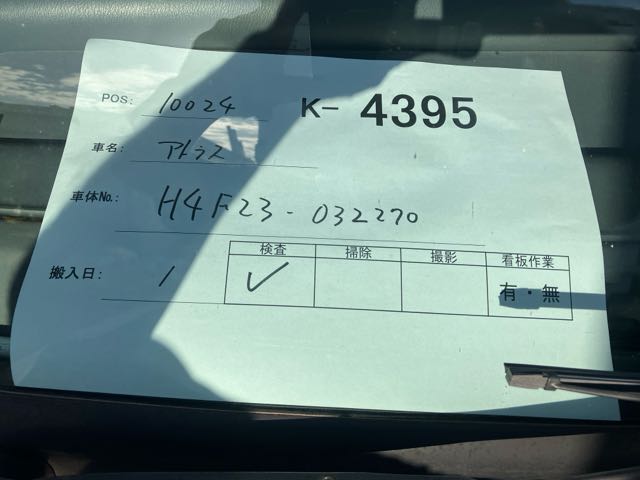 POS: 10024 K- 4395
車名: アトラス
車体No.: H4F23-032270
検査 掃除 撮影 看板作業
搬入日: 1 ✓ 有・無